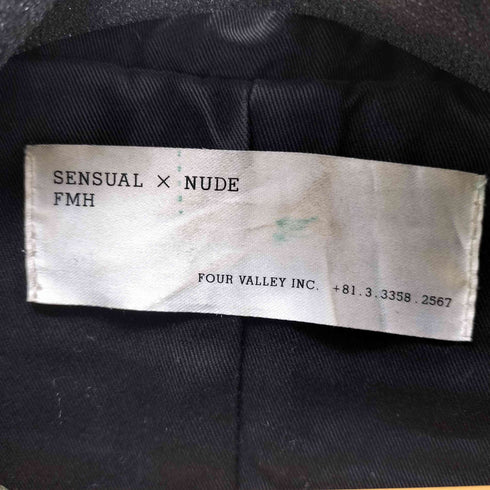 SENSUAL × NUDE
FMH
FOUR VALLEY INC. +81.3.3358.2567